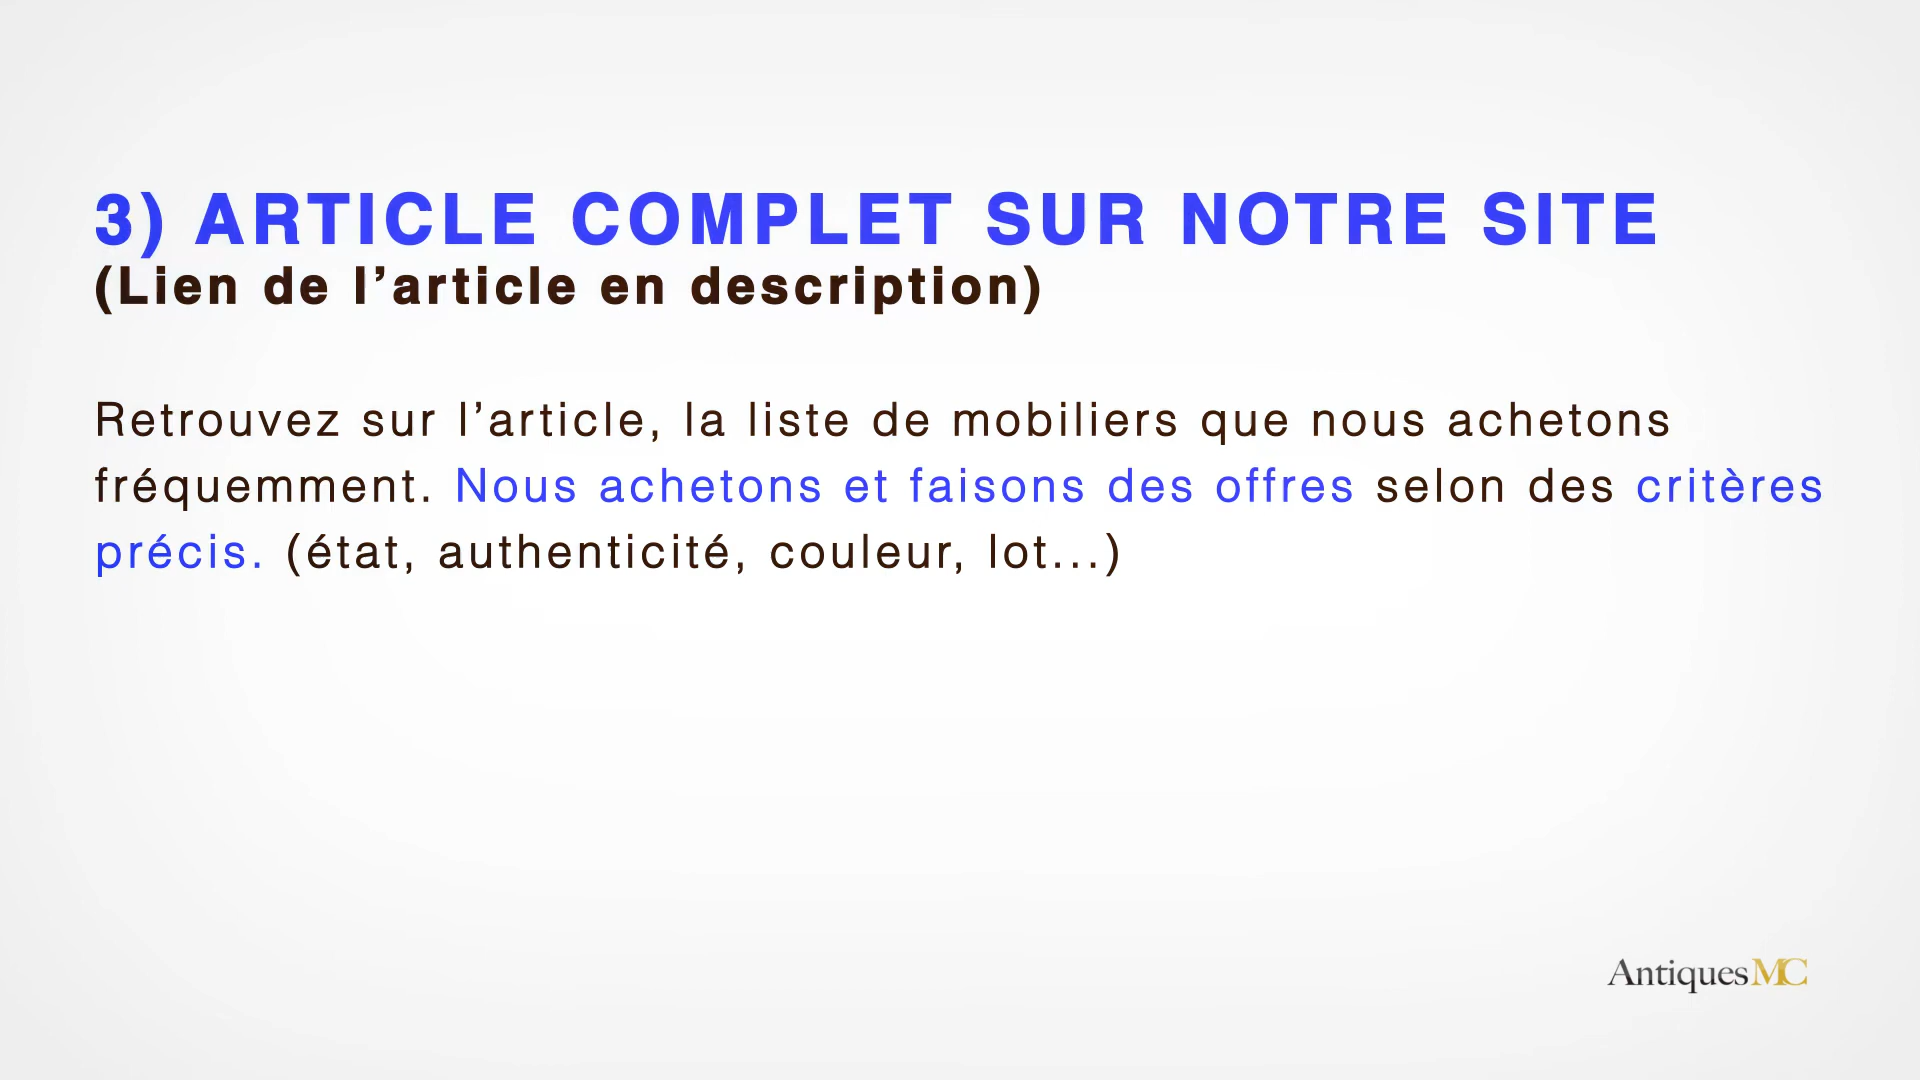 3) ARTICLE COMPLET SUR NOTRE SITE
(Lien de l’article en description)
Retrouvez sur l’article, la liste de mobiliers que nous achetons
fréquemment. Nous achetons et faisons des offres selon des critères
précis. (état, authenticité, couleur, lot...)
AntiquesMC